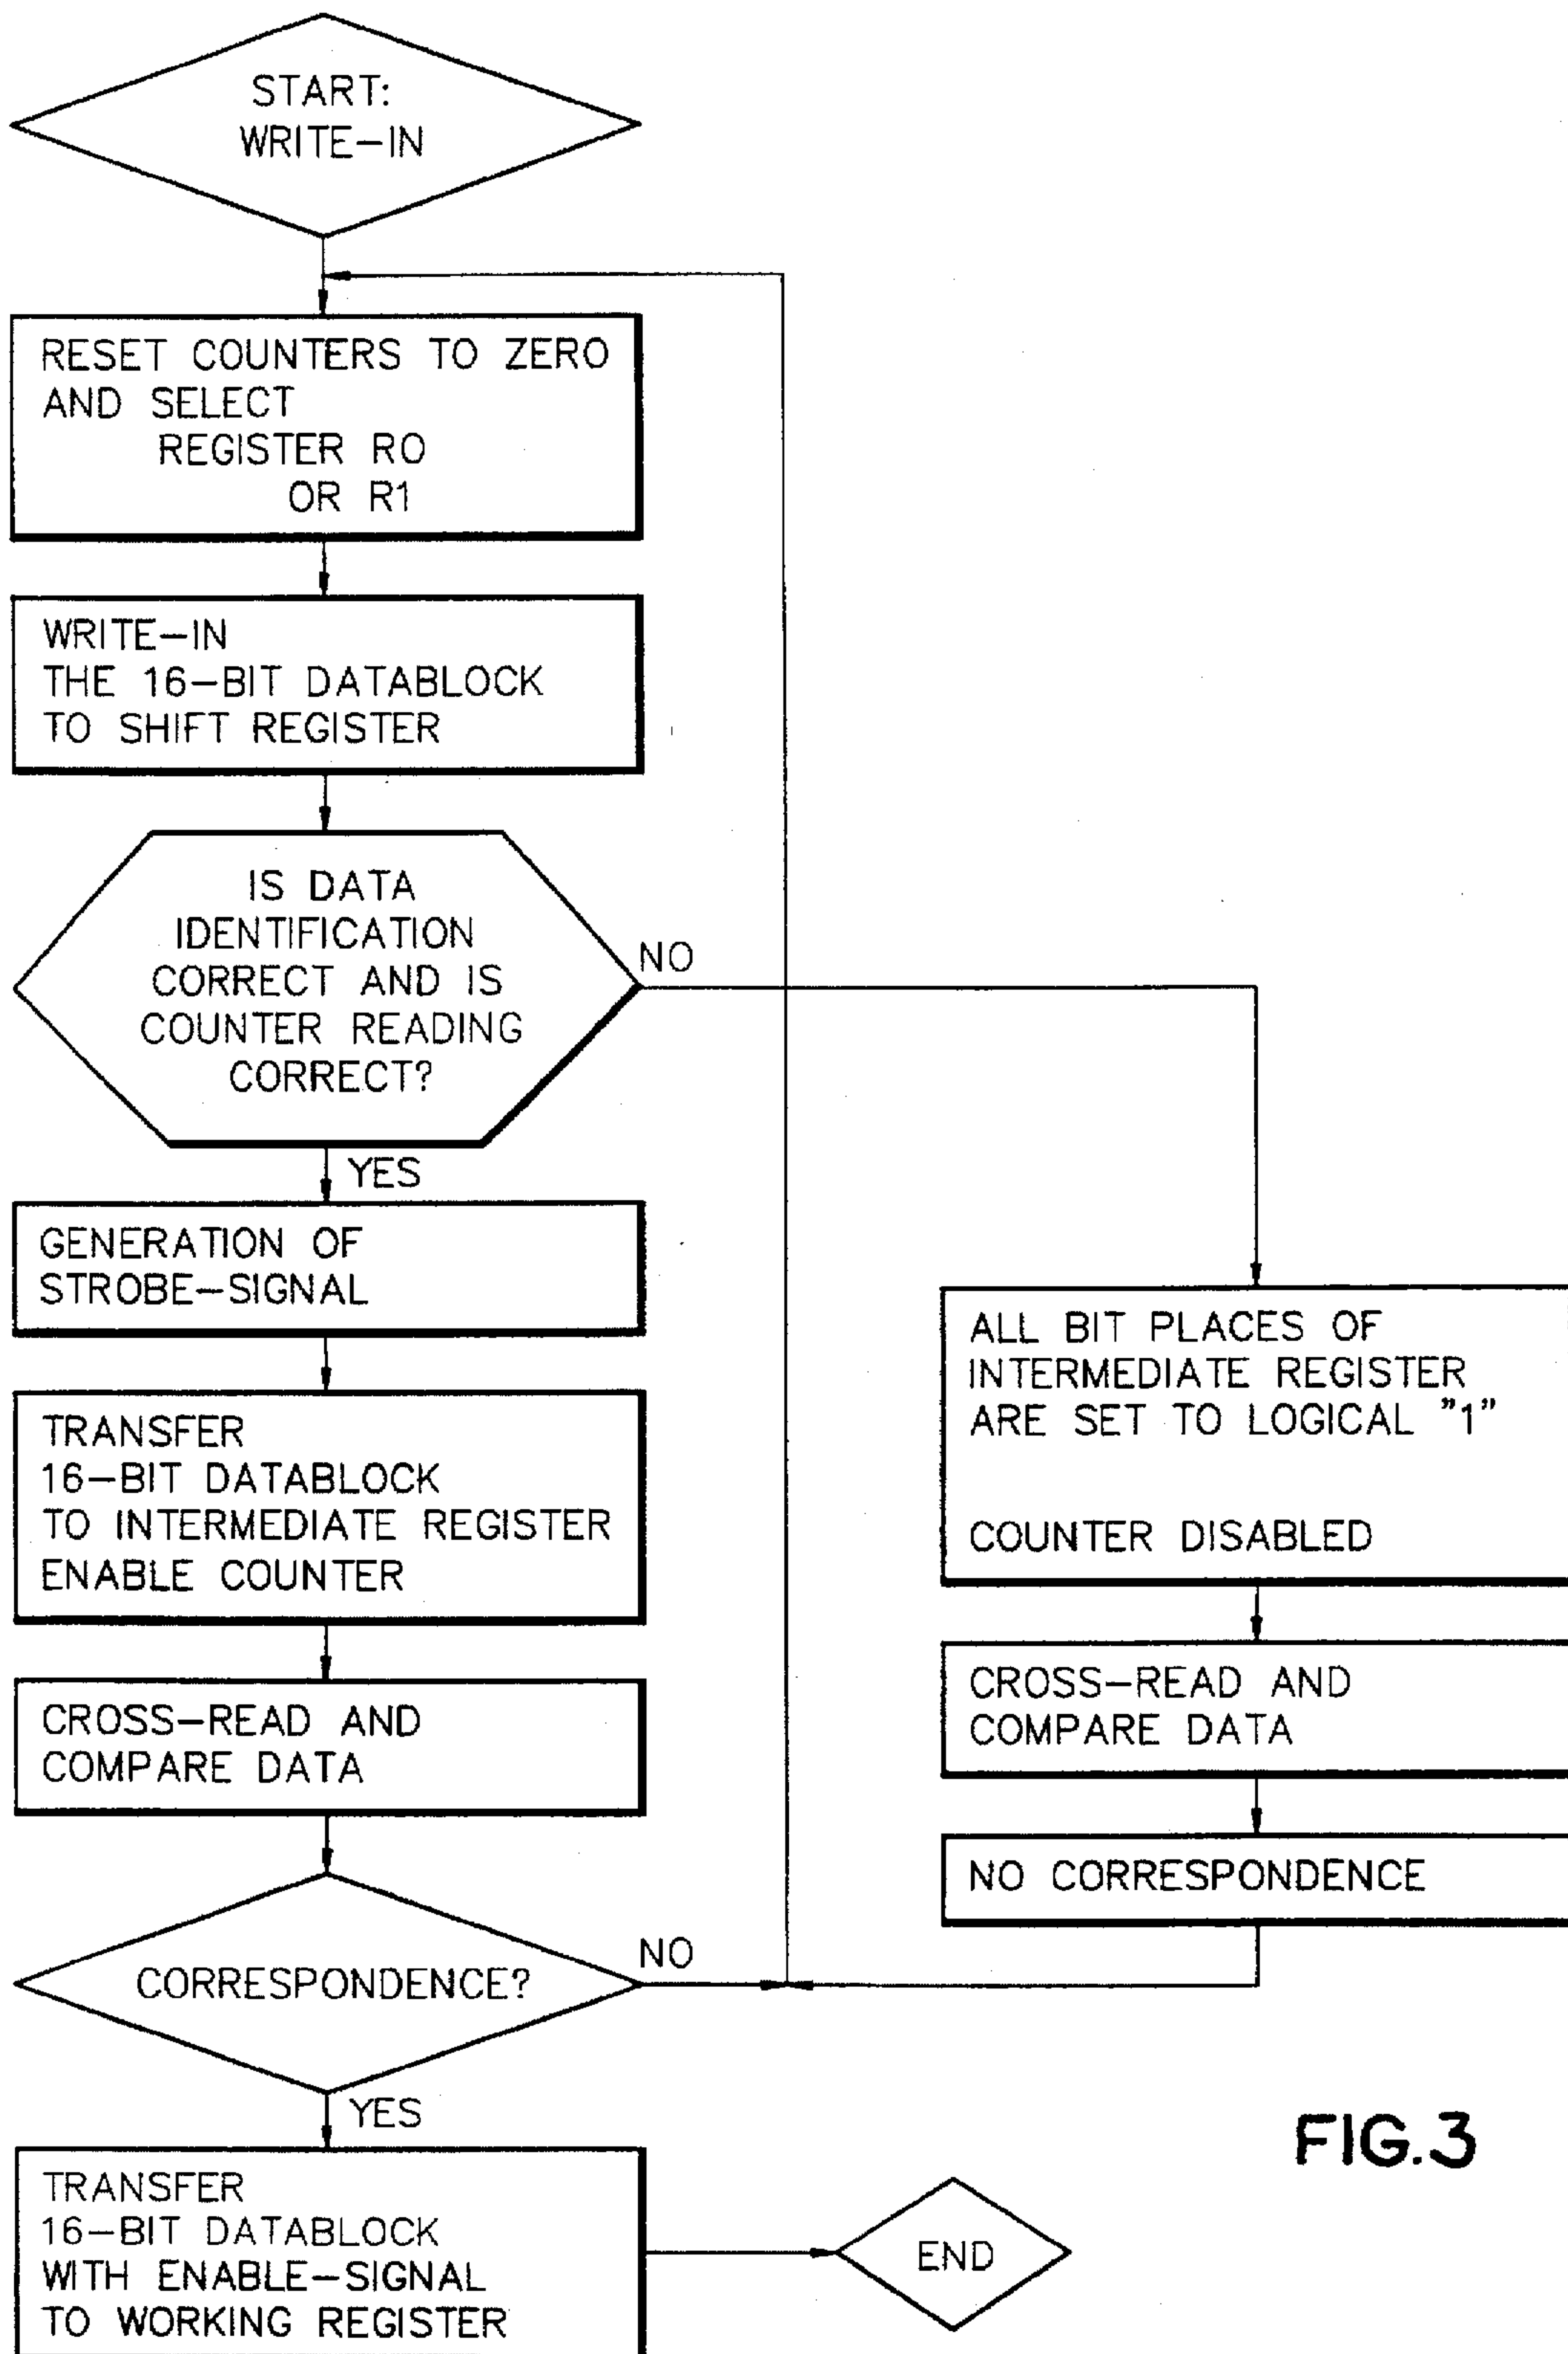 START:
WRITE-IN
RESET COUNTERS TO ZERO
AND SELECT
REGISTER R0
OR R1
WRITE-IN
THE 16-BIT DATABLOCK
TO SHIFT REGISTER
IS DATA
IDENTIFICATION
CORRECT AND IS
COUNTER READING
CORRECT?
NO
YES
GENERATION OF
STROBE-SIGNAL
TRANSFER
16-BIT DATABLOCK
TO INTERMEDIATE REGISTER
ENABLE COUNTER
CROSS-READ AND
COMPARE DATA
CORRESPONDENCE?
NO
YES
TRANSFER
16-BIT DATABLOCK
WITH ENABLE-SIGNAL
TO WORKING REGISTER
END
ALL BIT PLACES OF
INTERMEDIATE REGISTER
ARE SET TO LOGICAL "1"
COUNTER DISABLED
CROSS-READ AND
COMPARE DATA
NO CORRESPONDENCE
FIG.3